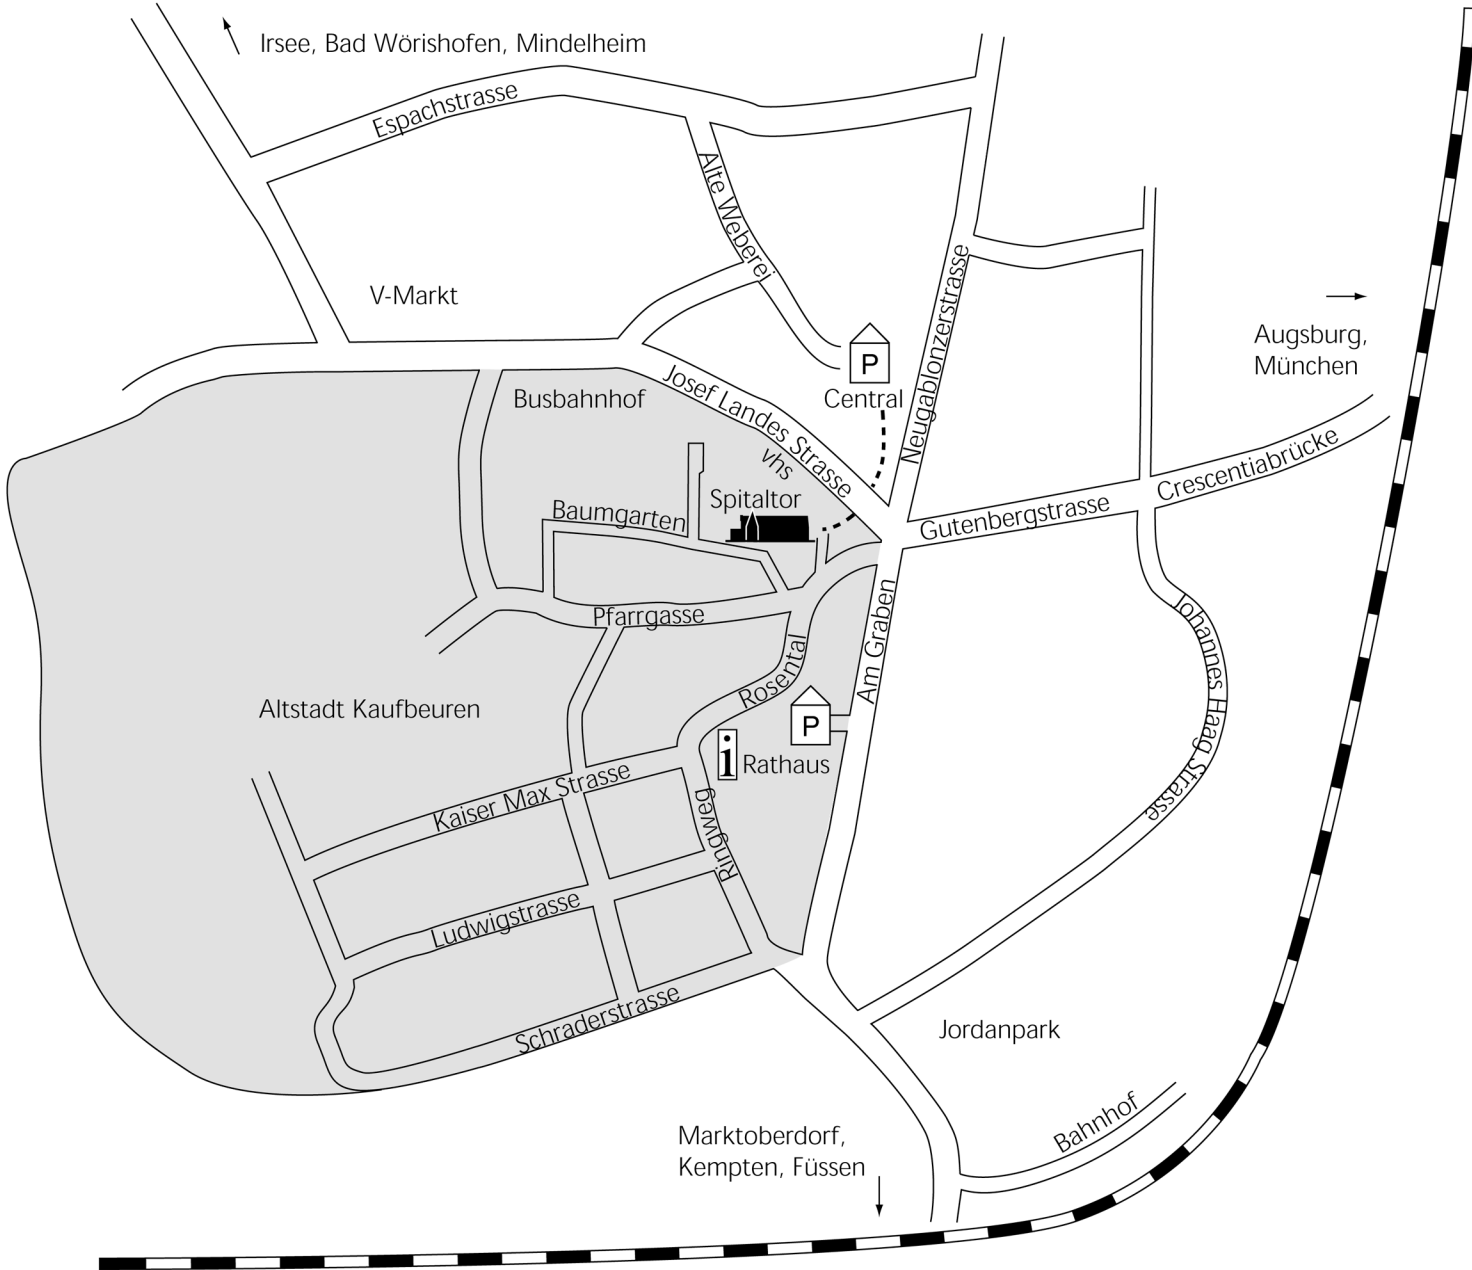 Irsee, Bad Wörishofen, Mindelheim
Espachstrasse
Alte Weberei
V-Markt
Neugablonzerstrasse
Augsburg,
München
P
Central
Busbahnhof
Josef Landes Strasse
vhs
Spitaltor
Baumgarten
Gutenbergstrasse
Crescentiabrücke
Pfarrgasse
Am Graben
Johannes Haag Strasse
Rosental
Altstadt Kaufbeuren
P
i
Rathaus
Kaiser Max Strasse
Ringweg
Ludwigstrasse
Schraderstrasse
Jordanpark
Bahnhof
Marktoberdorf,
Kempten, Füssen